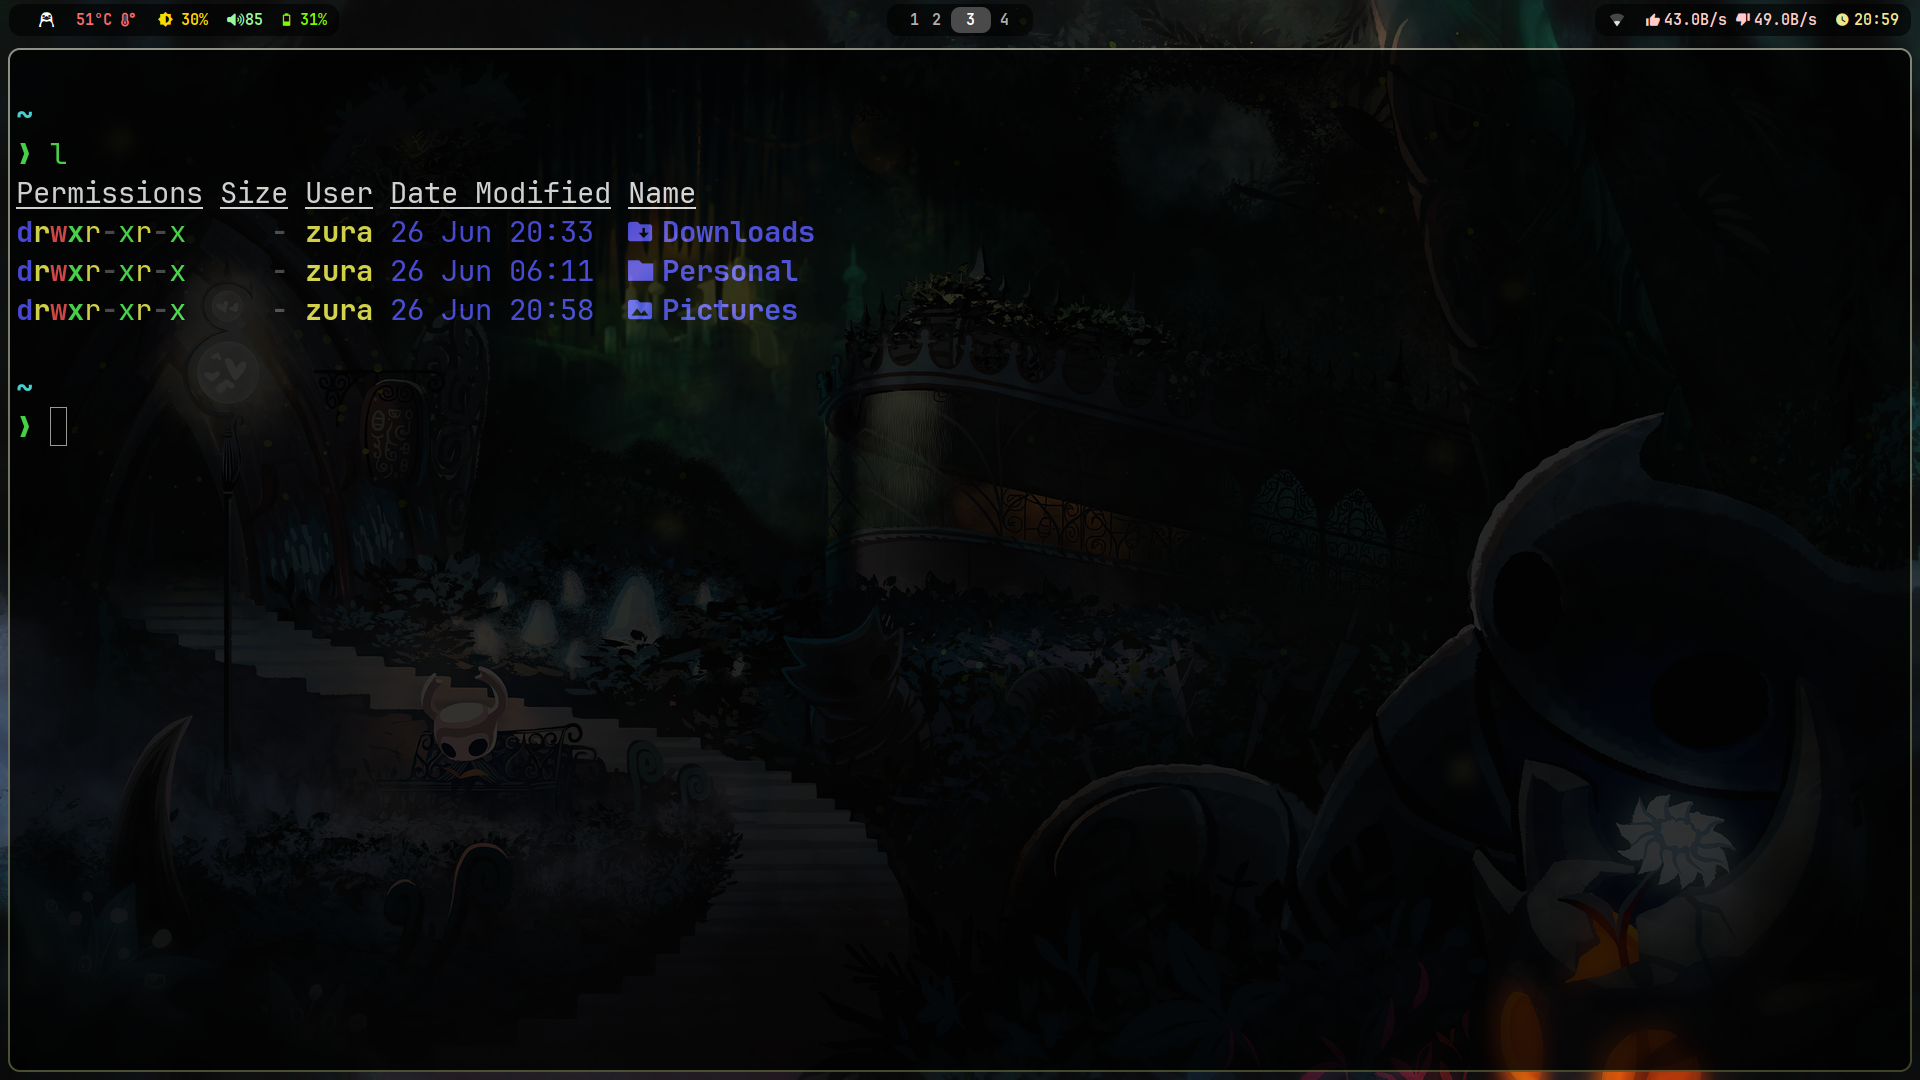 51°C 30% 85 31% 1 2 3 4 43.0B/s 49.0B/s 20:59
~
❯ l
Permissions Size User Date Modified Name
drwxr-xr-x - zura 26 Jun 20:33 Downloads
drwxr-xr-x - zura 26 Jun 06:11 Personal
drwxr-xr-x - zura 26 Jun 20:58 Pictures
~
❯